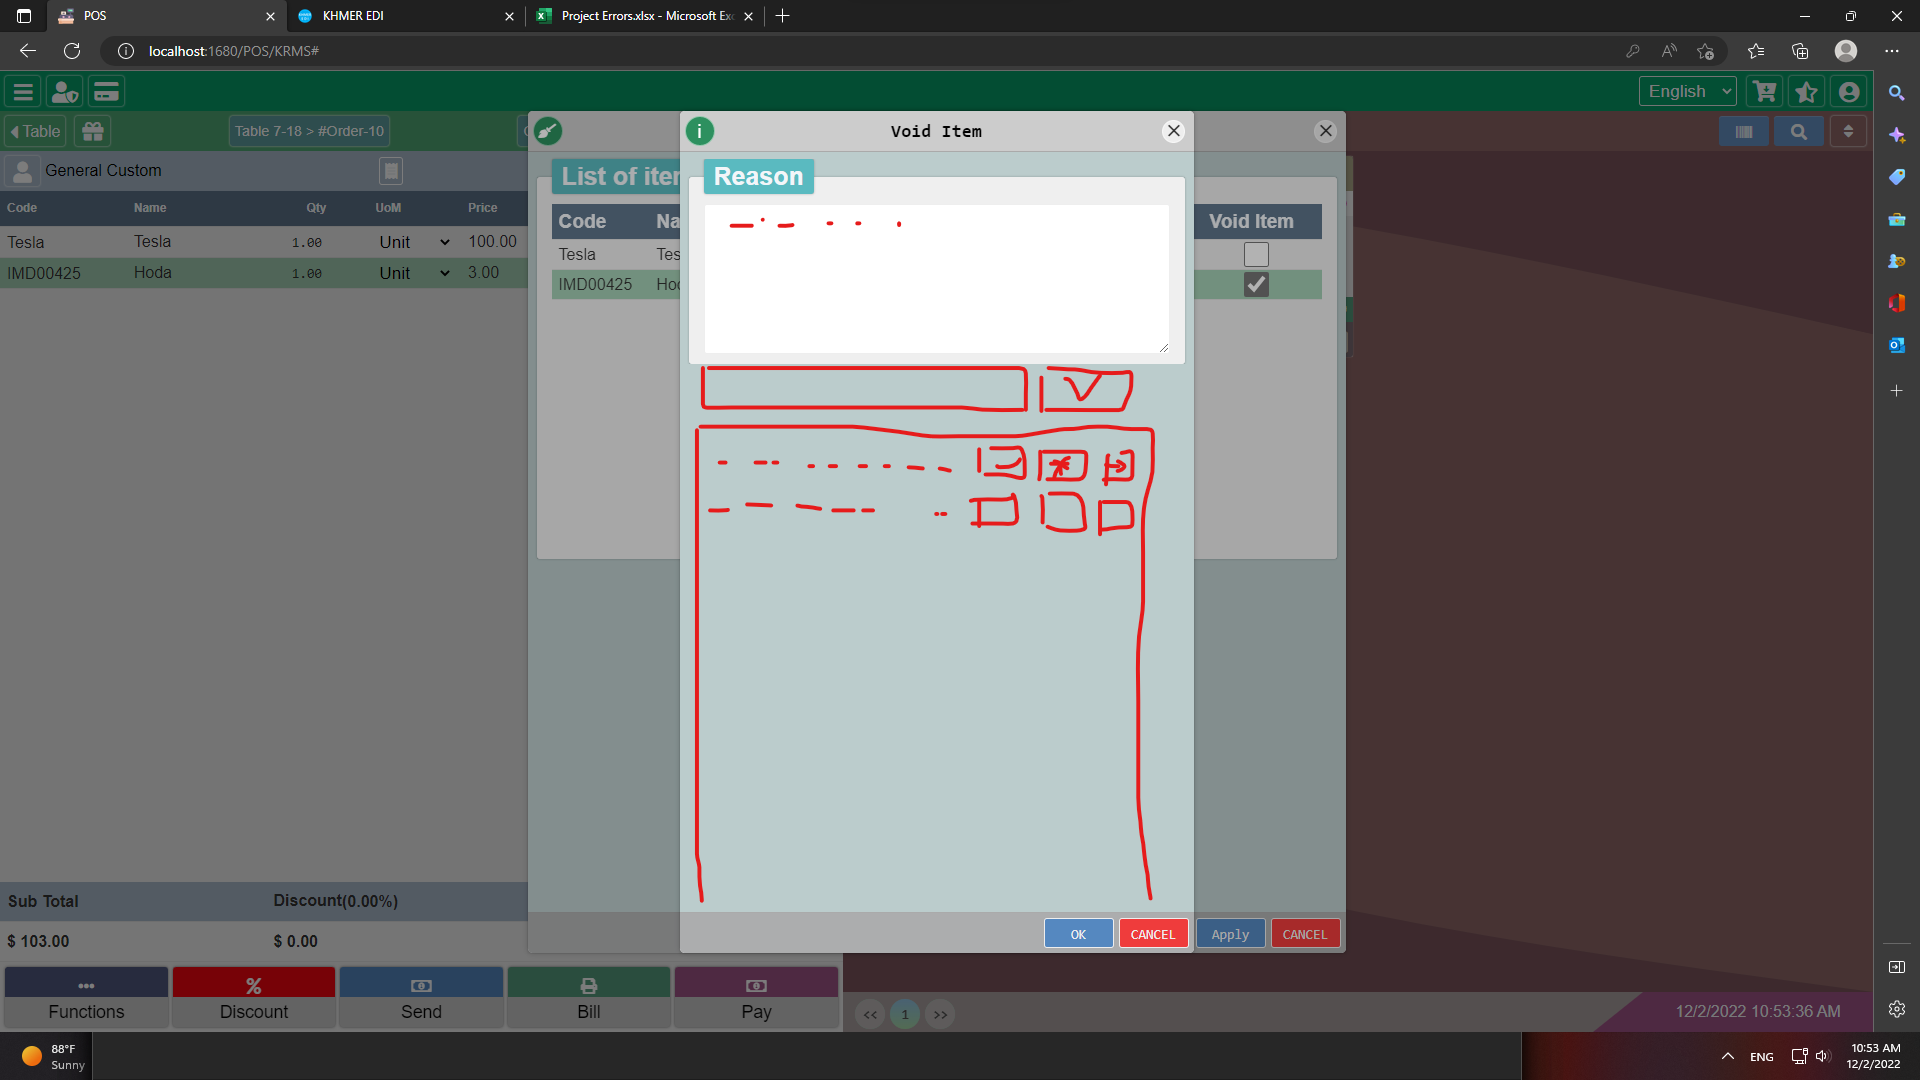 POS
KHMER EDI
Project Errors.xlsx - Microsoft Exc
localhost:1680/POS/KRMS#
English
Table
Table 7-18 > #Order-10
General Custom
Code Name Qty UoM Price
Tesla Tesla 1.00 Unit 100.00
IMD00425 Hoda 1.00 Unit 3.00
Void Item
List of iter
Reason
Code Na Void Item
Tesla Tes
IMD00425 Hod
Sub Total Discount(0.00%)
$ 103.00 $ 0.00
OK CANCEL Apply CANCEL
Functions Discount Send Bill Pay
<< 1 >>
12/2/2022 10:53:36 AM
88°F
Sunny
ENG
10:53 AM
12/2/2022